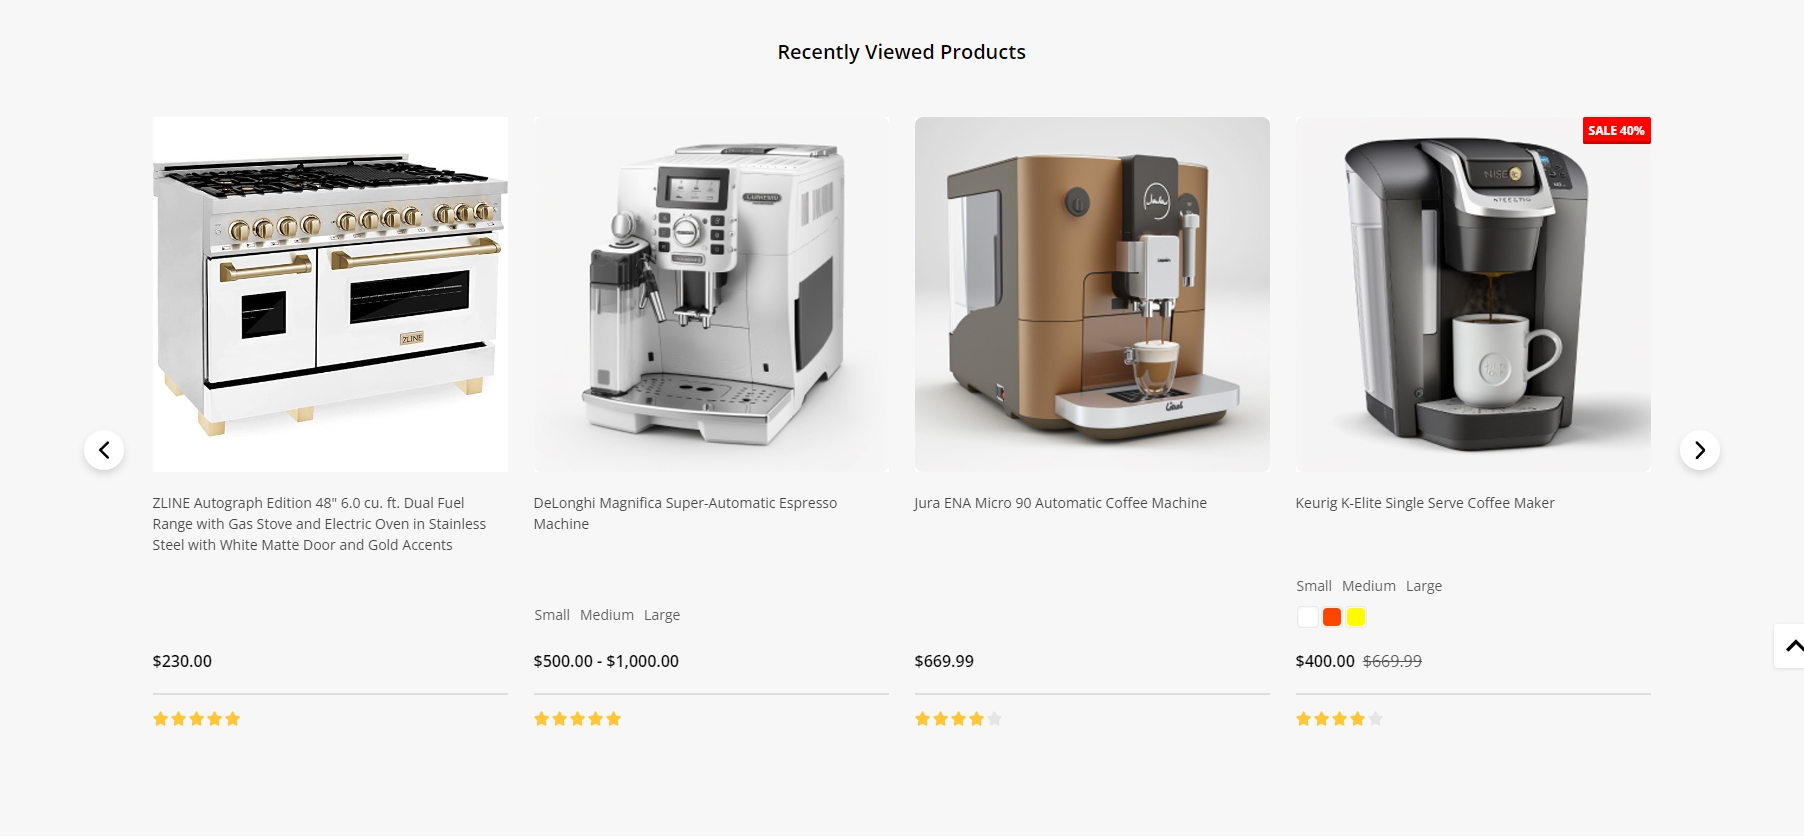 Recently Viewed Products
SALE 40%
ZLINE
ZLINE Autograph Edition 48" 6.0 cu. ft. Dual Fuel
Range with Gas Stove and Electric Oven in Stainless
Steel with White Matte Door and Gold Accents
$230.00
DeLonghi Magnifica Super-Automatic Espresso
Machine
Small Medium Large
$500.00 - $1,000.00
Jura ENA Micro 90 Automatic Coffee Machine
$669.99
Keurig K-Elite Single Serve Coffee Maker
Small Medium Large
$400.00 $669.99